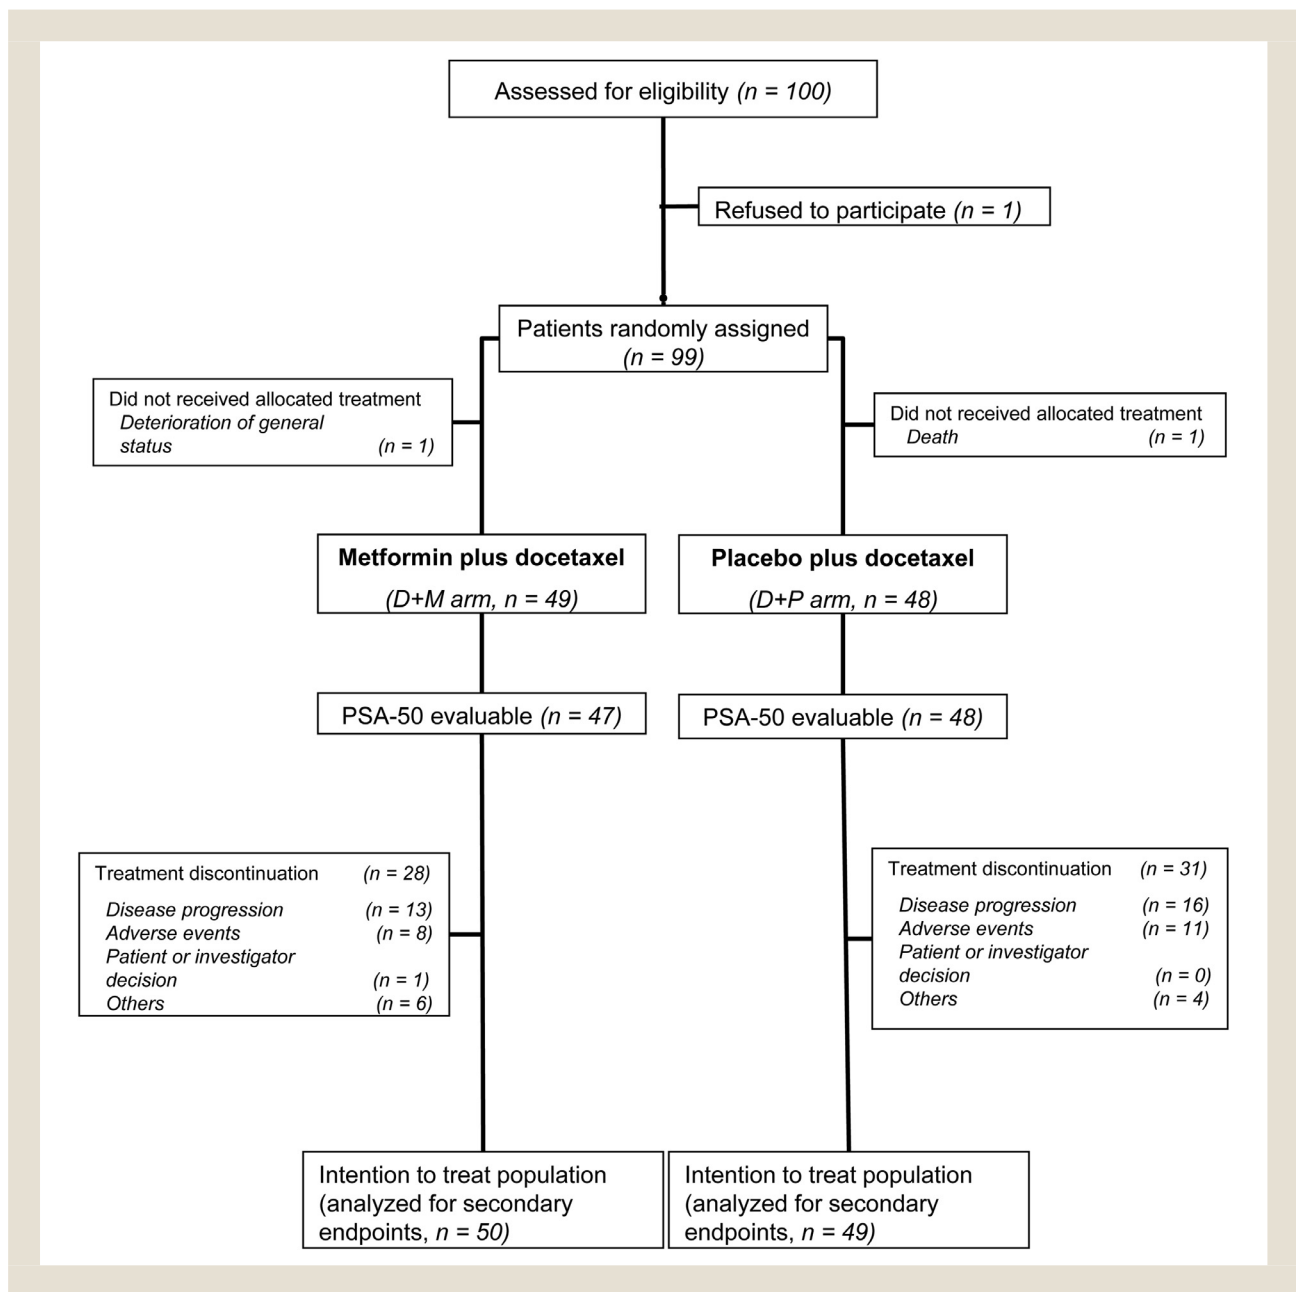 Assessed for eligibility (n = 100)
Refused to participate (n = 1)
Patients randomly assigned
(n = 99)
Did not received allocated treatment
Deterioration of general
status (n = 1)
Did not received allocated treatment
Death (n = 1)
Metformin plus docetaxel
(D+M arm, n = 49)
Placebo plus docetaxel
(D+P arm, n = 48)
PSA-50 evaluable (n = 47)
PSA-50 evaluable (n = 48)
Treatment discontinuation (n = 28)
Disease progression (n = 13)
Adverse events (n = 8)
Patient or investigator
decision (n = 1)
Others (n = 6)
Treatment discontinuation (n = 31)
Disease progression (n = 16)
Adverse events (n = 11)
Patient or investigator
decision (n = 0)
Others (n = 4)
Intention to treat population
(analyzed for secondary
endpoints, n = 50)
Intention to treat population
(analyzed for secondary
endpoints, n = 49)